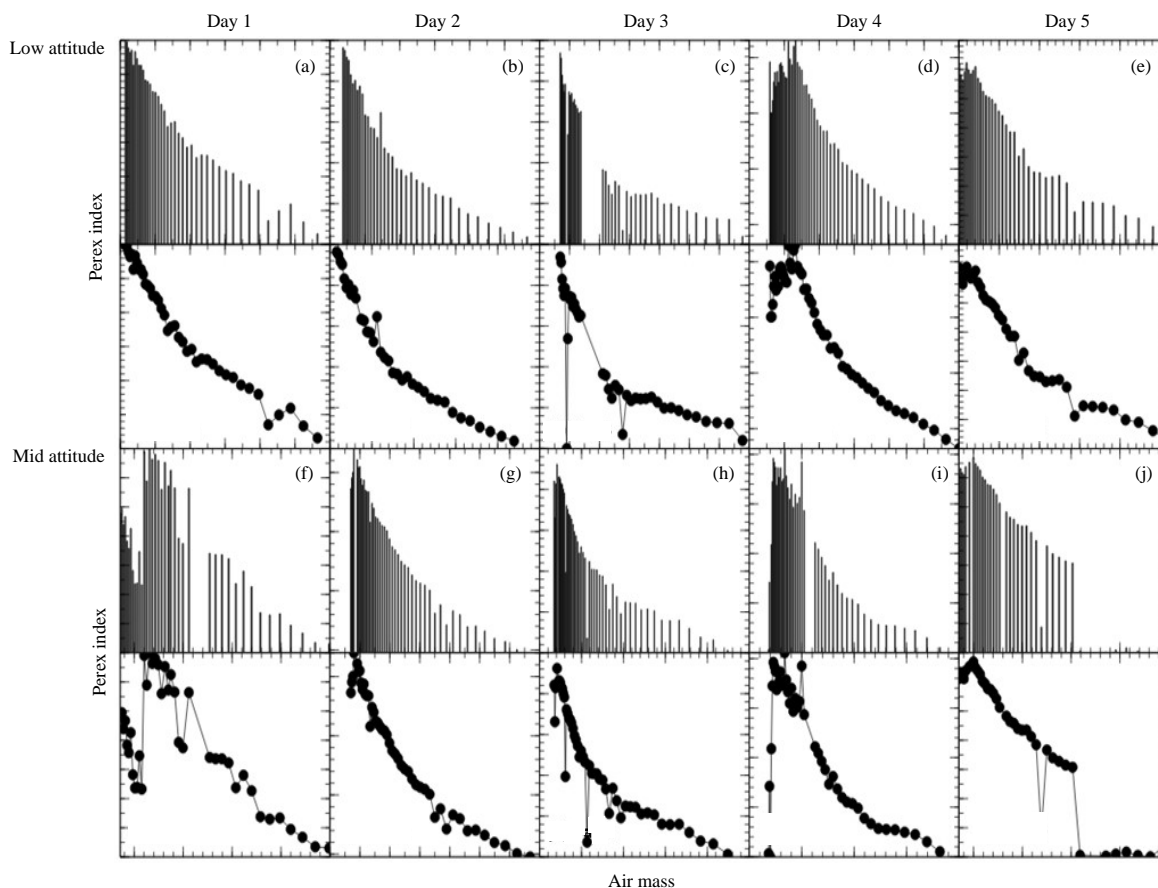 Day 1
Day 2
Day 3
Day 4
Day 5
Low attitude
(a)
(b)
(c)
(d)
(e)
Perex index
Mid attitude
(f)
(g)
(h)
(i)
(j)
Perex index
Air mass